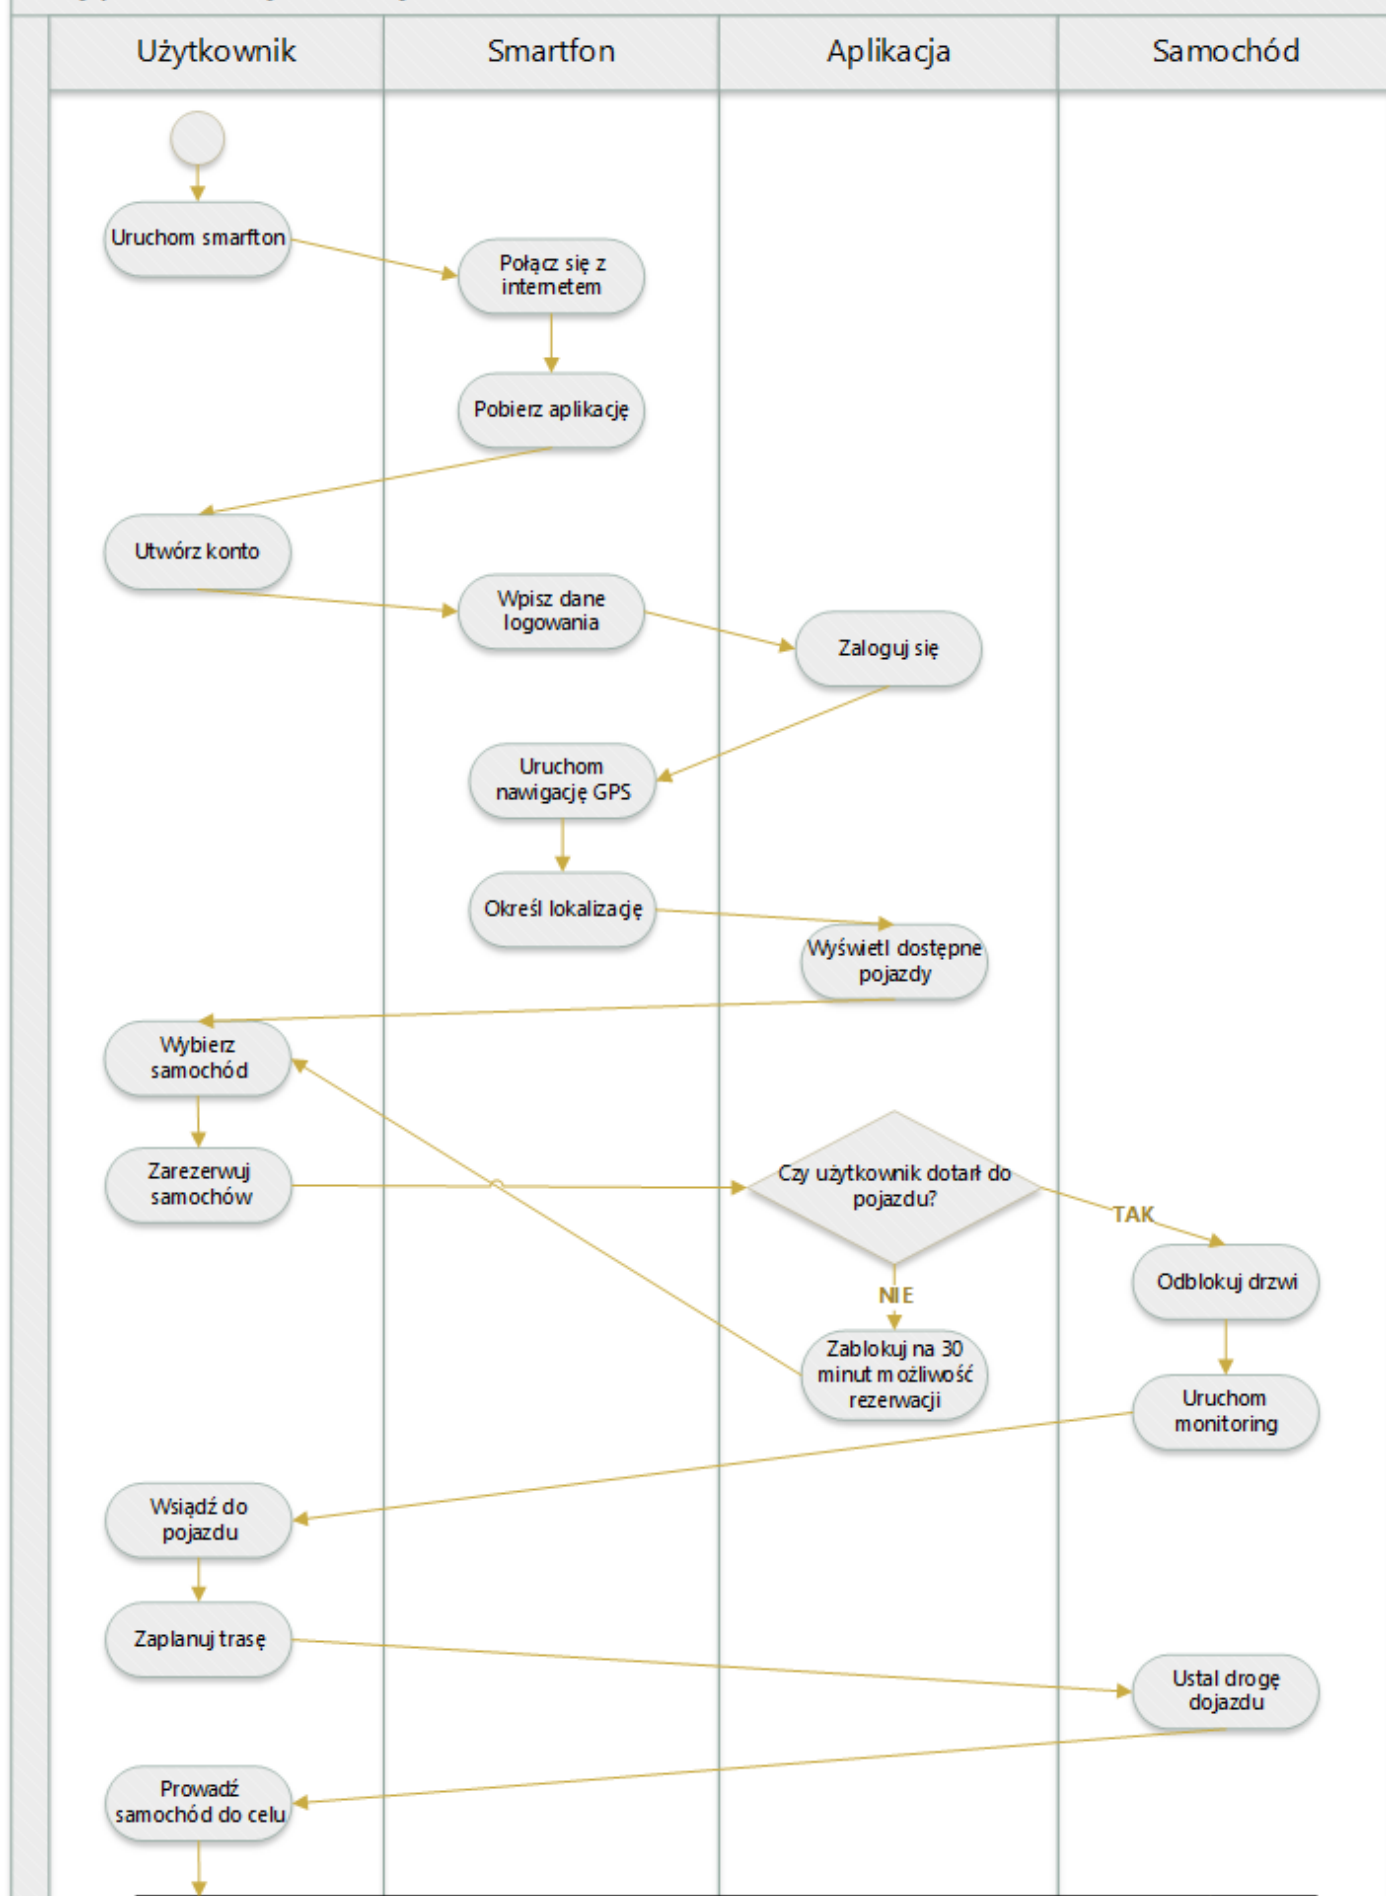 Użytkownik
Smartfon
Aplikacja
Samochód
Uruchom smarfton
Połącz się z
internetem
Pobierz aplikację
Utwórz konto
Wpisz dane
logowania
Zaloguj się
Uruchom
nawigację GPS
Określ lokalizację
Wyświetl dostępne
pojazdy
Wybierz
samochód
Zarezerwuj
samochów
Czy użytkownik dotarł do
pojazdu?
TAK
Odblokuj drzwi
NIE
Zablokuj na 30
minut możliwość
rezerwacji
Uruchom
monitoring
Wsiądź do
pojazdu
Zaplanuj trasę
Ustal drogę
dojazdu
Prowadź
samochód do celu